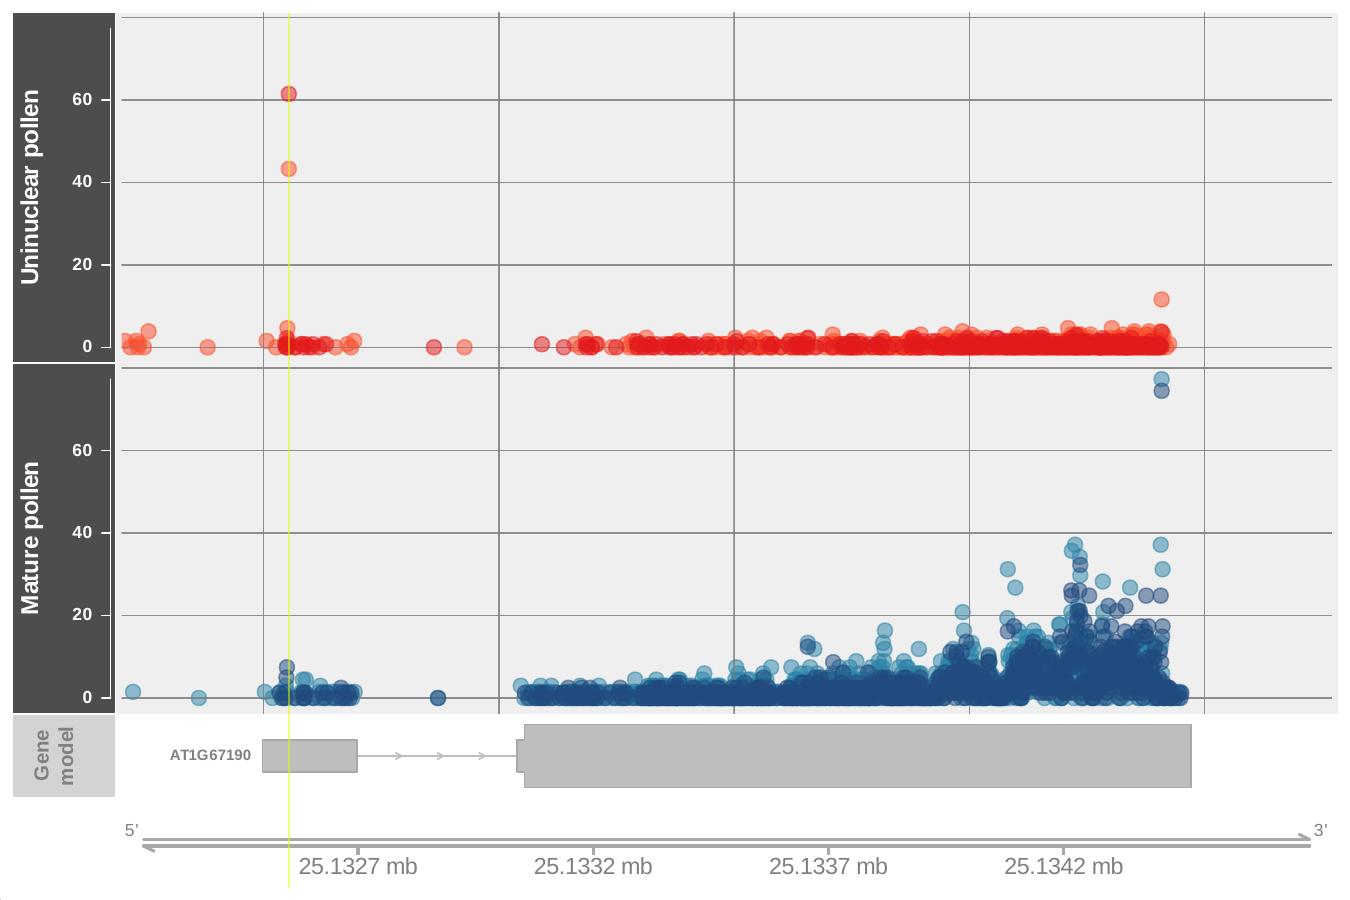 Uninuclear pollen
60
40
20
0
Mature pollen
60
40
20
0
Gene
model
AT1G67190
5'
3'
25.1327 mb
25.1332 mb
25.1337 mb
25.1342 mb